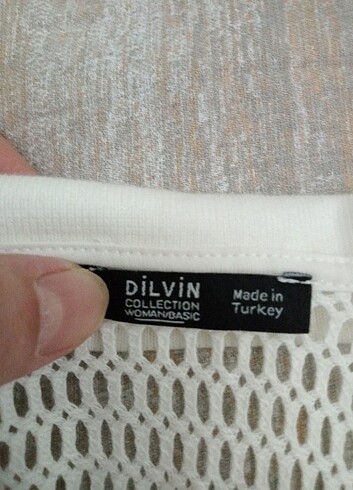 DİLVİN
COLLECTION
WOMAN/BASIC
Made in
Turkey